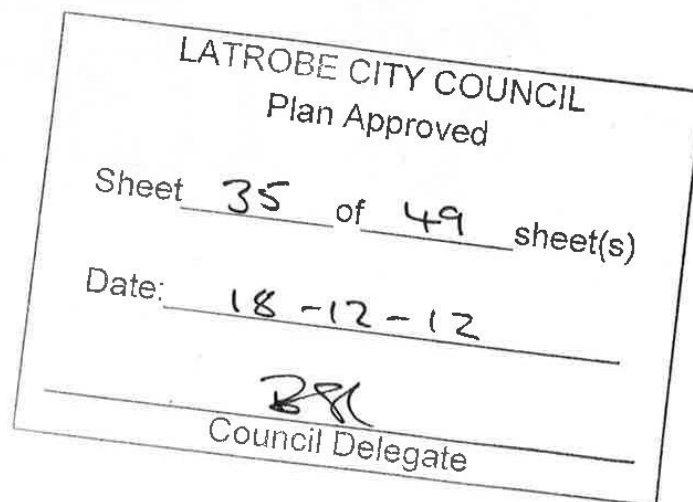 LATROBE CITY COUNCIL
Plan Approved
Sheet 35 of 49 sheet(s)
Date: 18-12-12
Council Delegate